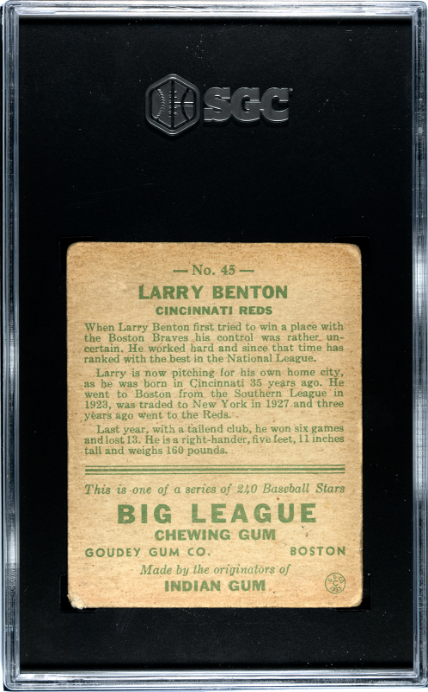 SGC
— No. 45 —
LARRY BENTON
CINCINNATI REDS
When Larry Benton first tried to win a place with
the Boston Braves his control was rather un-
certain. He worked hard and since that time has
ranked with the best in the National League.
Larry is now pitching for his own home city,
as he was born in Cincinnati 35 years ago. He
went to Boston from the Southern League in
1923, was traded to New York in 1927 and three
years ago went to the Reds.
Last year, with a tailend club, he won six games
and lost 13. He is a right-hander, five feet, 11 inches
tall and weighs 160 pounds.
This is one of a series of 240 Baseball Stars
BIG LEAGUE
CHEWING GUM
GOUDEY GUM CO. BOSTON
Made by the originators of
INDIAN GUM